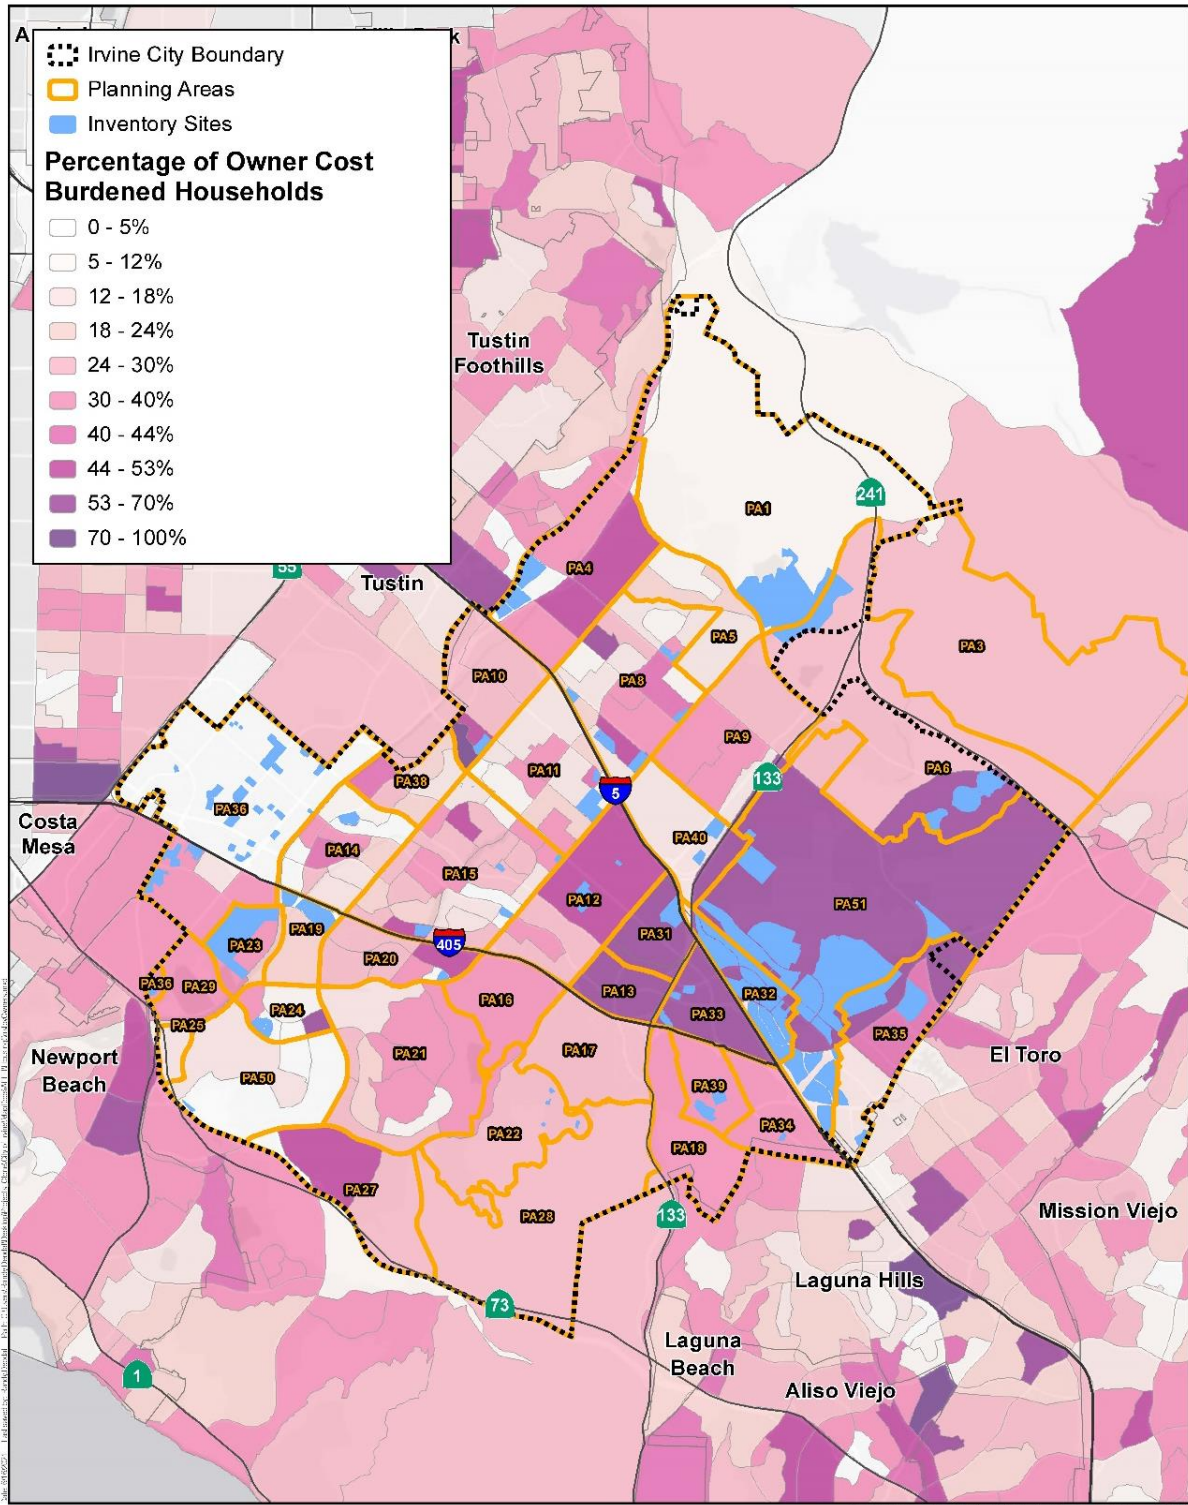 Irvine City Boundary
Planning Areas
Inventory Sites
Percentage of Owner Cost
Burdened Households
0 - 5%
5 - 12%
12 - 18%
18 - 24%
24 - 30%
30 - 40%
40 - 44%
44 - 53%
53 - 70%
70 - 100%
Tustin
Foothills
241
PA1
55
Tustin
PA4
PA5
PA3
PA10
PA8
PA9
PA6
PA11
PA38
133
5
PA36
Costa
Mesa
PA40
PA14
PA15
PA12
PA51
PA19
PA23
PA31
405
PA20
PA36
PA29
PA16
PA13
PA32
PA24
PA33
PA25
PA35
Newport
Beach
PA50
PA21
PA17
El Toro
PA39
PA22
PA34
PA18
PA27
PA28
133
Mission Viejo
Laguna Hills
73
Laguna
Beach
1
Aliso Viejo